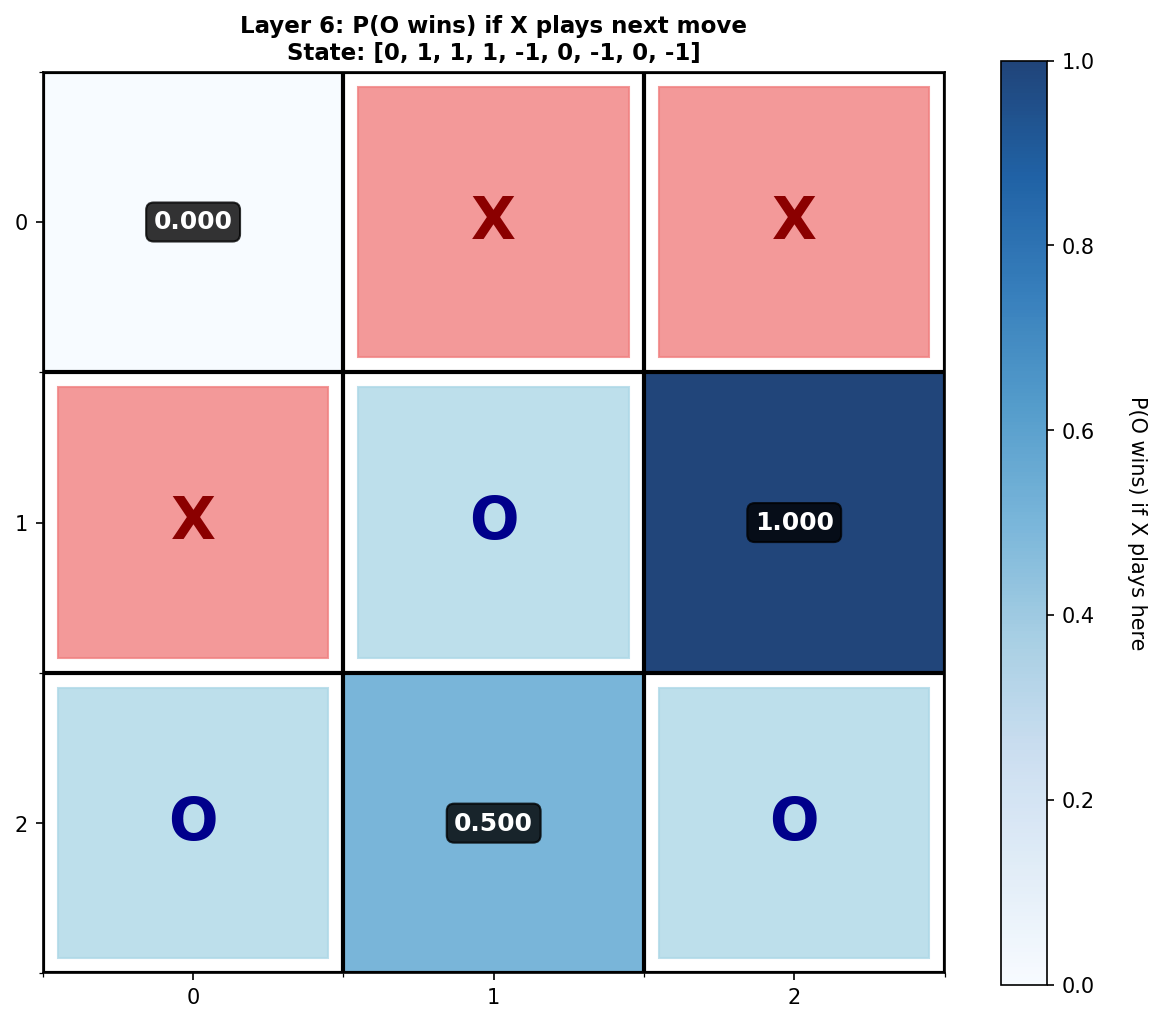 Layer 6: P(O wins) if X plays next move
State: [0, 1, 1, 1, -1, 0, -1, 0, -1]
0 0.000 X X
1 X O 1.000
2 O 0.500 O
0 1 2
1.0
0.8
0.6
0.4
0.2
0.0
P(O wins) if X plays here